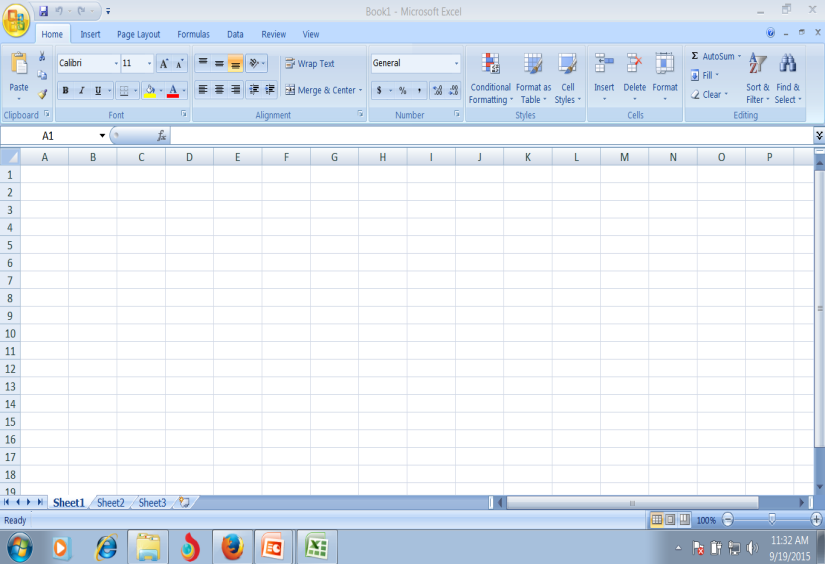 Book1 - Microsoft Excel
Home Insert Page Layout Formulas Data Review View
Calibri 11 A A Wrap Text General Σ AutoSum
Paste B I U A Merge & Center $ % , Conditional Formatting Format as Table Cell Styles Insert Delete Format Fill Clear Sort & Filter Find & Select
Clipboard Font Alignment Number Styles Cells Editing
A1 fx
A B C D E F G H I J K L M N O P
1
2
3
4
5
6
7
8
9
10
11
12
13
14
15
16
17
18
19
Sheet1 Sheet2 Sheet3
Ready 100%
11:32 AM
9/19/2015